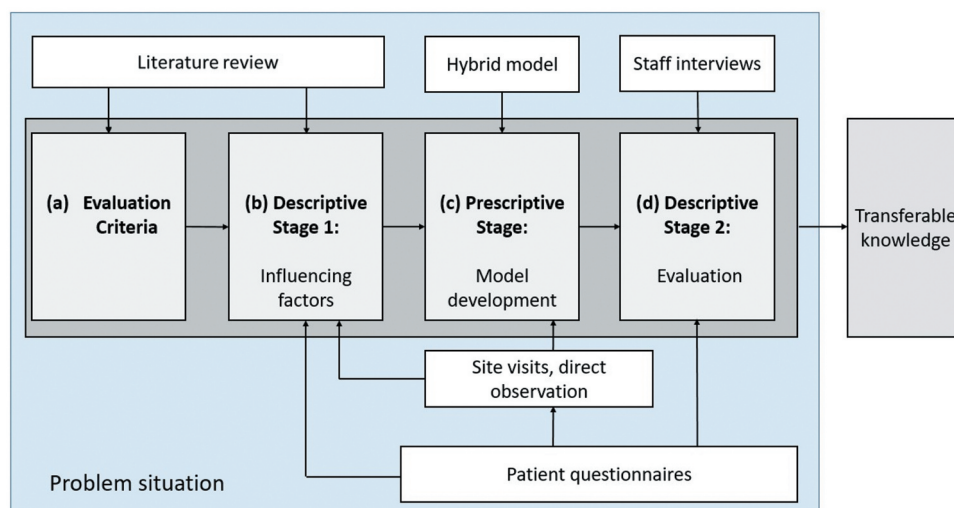 Literature review
Hybrid model
Staff interviews
(a) Evaluation
Criteria
(b) Descriptive
Stage 1:
Influencing
factors
(c) Prescriptive
Stage:
Model
development
(d) Descriptive
Stage 2:
Evaluation
Transferable
knowledge
Site visits, direct
observation
Patient questionnaires
Problem situation